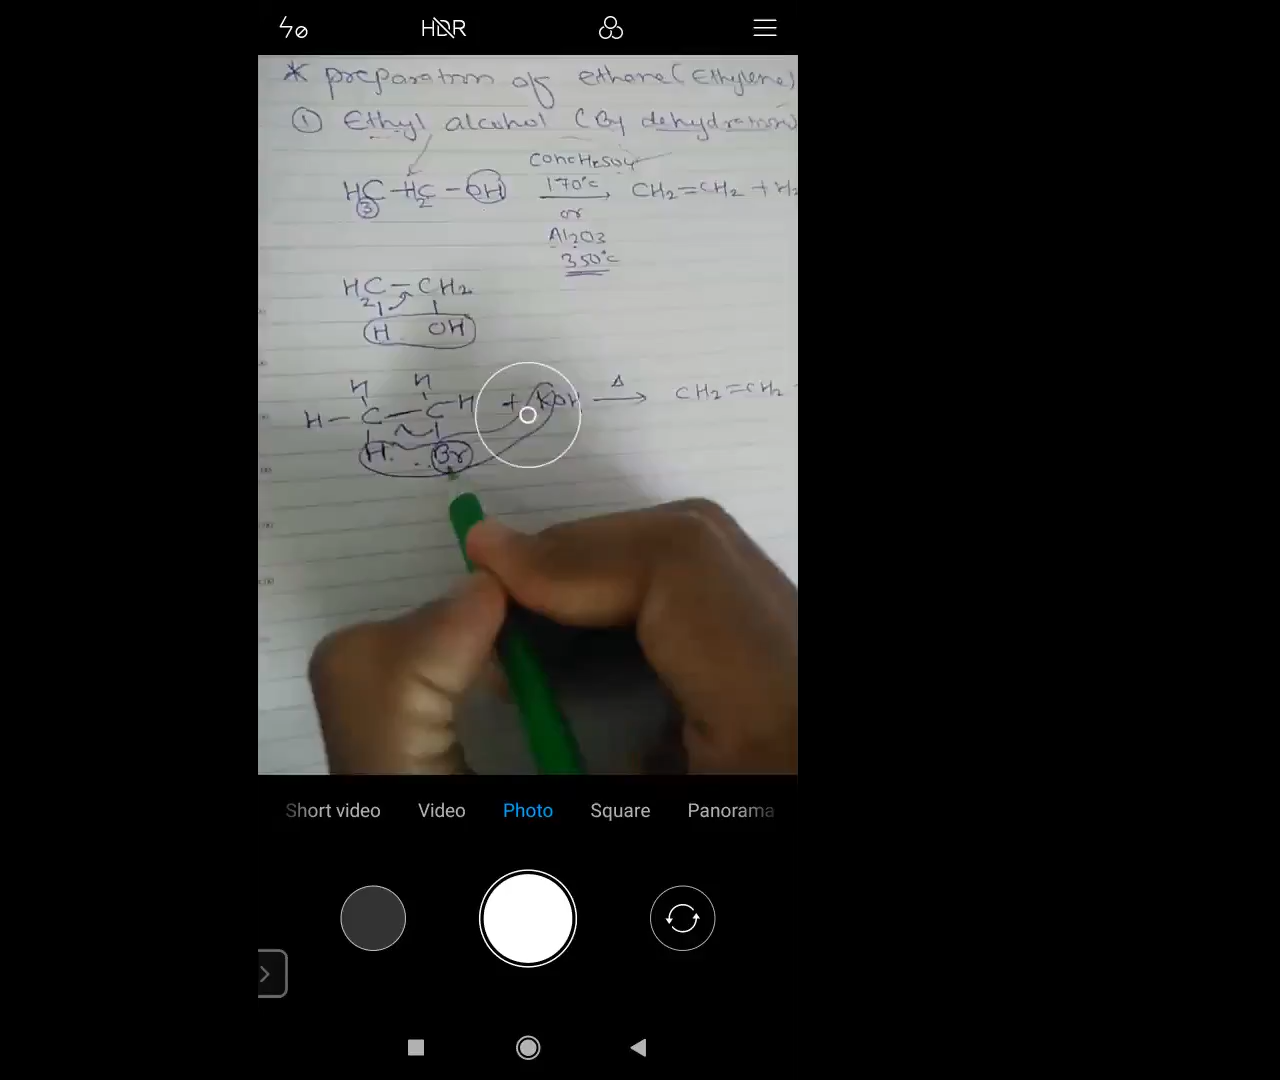 HDR
* preparation of ethene (Ethylene)
① Ethyl alcohol (By dehydration)
Conc H2SO4
H3C – H2C – OH 170°C CH2=CH2 + H2
or
Al2O3
350°C
H2C – CH2
H OH
H H
H – C – C H + KOH Δ CH2=CH2
H Br
Short video Video Photo Square Panorama